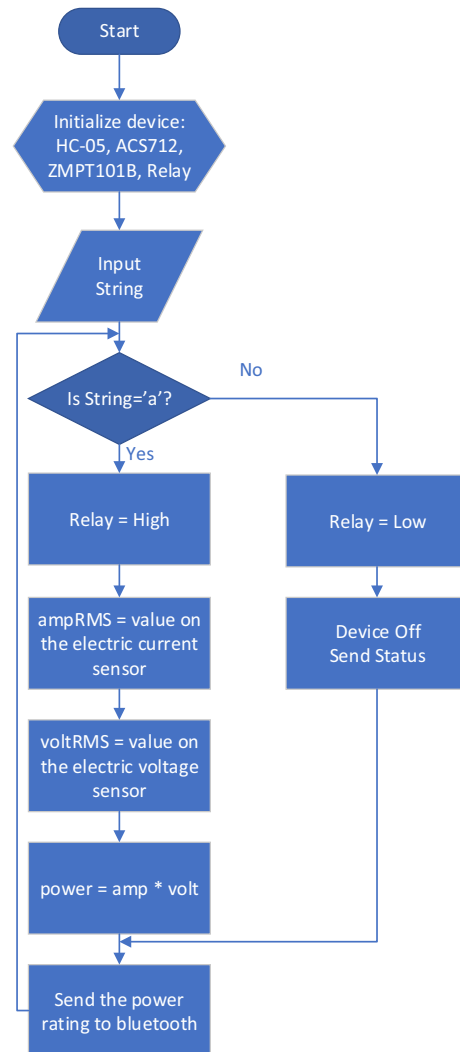 Start
Initialize device:
HC-05, ACS712,
ZMPT101B, Relay
Input
String
Is String=’a’?
No
Yes
Relay = High
Relay = Low
ampRMS = value on
the electric current
sensor
Device Off
Send Status
voltRMS = value on
the electric voltage
sensor
power = amp * volt
Send the power
rating to bluetooth